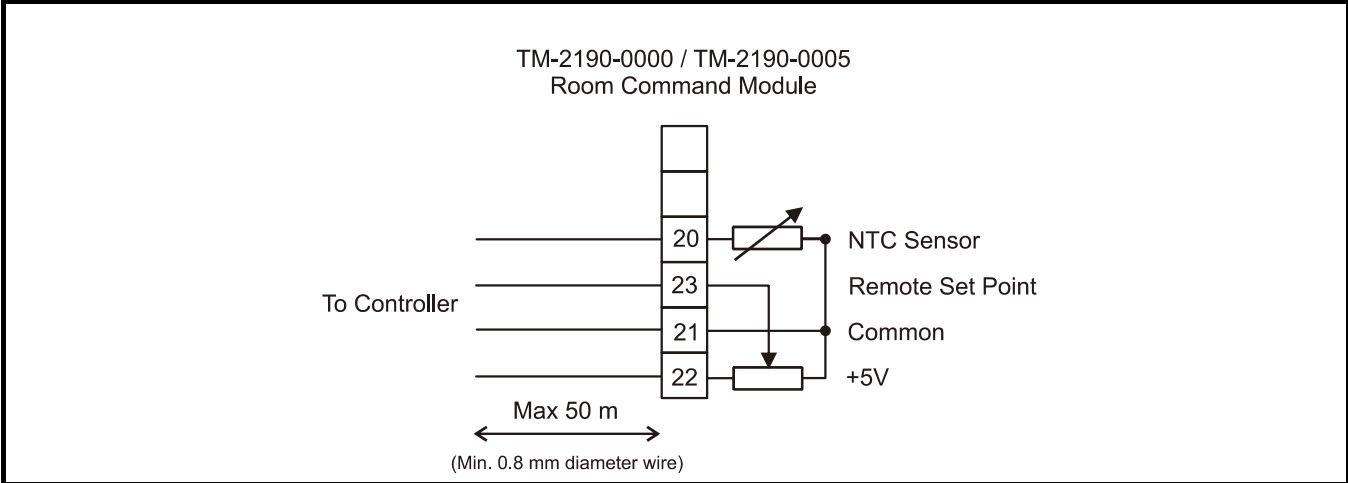 TM-2190-0000 / TM-2190-0005
Room Command Module
20
NTC Sensor
23
Remote Set Point
To Controller
21
Common
22
+5V
Max 50 m
(Min. 0.8 mm diameter wire)